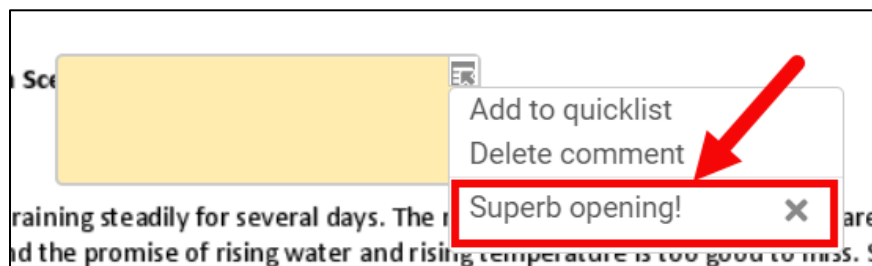 Sce
Add to quicklist
Delete comment
Superb opening!
raining steadily for several days. The
nd the promise of rising water and rising temperature is too good to miss. S